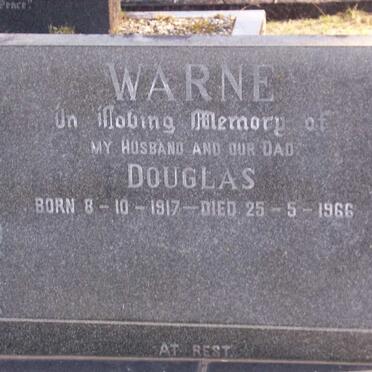 Peace"
WARNE
In Loving Memory of
MY HUSBAND AND OUR DAD
DOUGLAS
BORN 8-10-1917—DIED 25-5-1966
AT REST